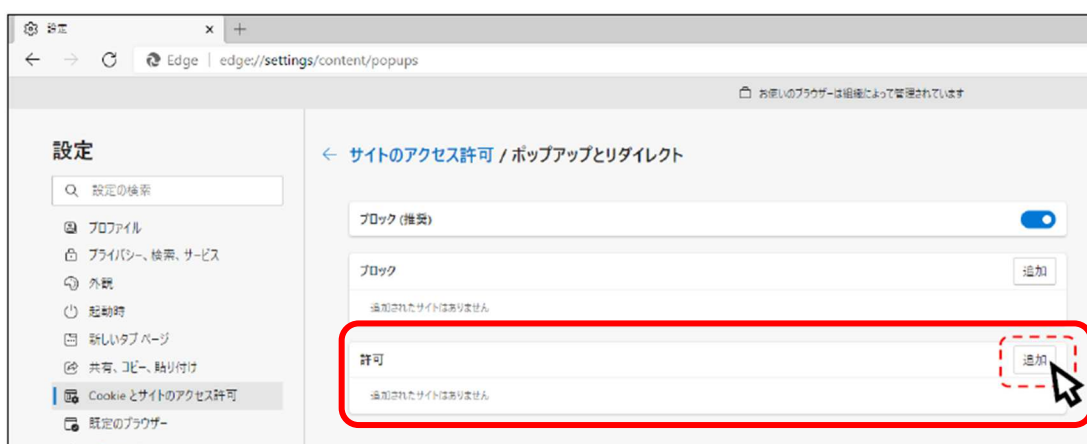 設定
Edge | edge://settings/content/popups
お使いのブラウザーは組織によって管理されています
設定
設定の検索
プロファイル
プライバシー、検索、サービス
外観
起動時
新しいタブ ページ
共有、コピー、貼り付け
Cookie とサイトのアクセス許可
既定のブラウザー
サイトのアクセス許可 / ポップアップとリダイレクト
ブロック (推奨)
ブロック
追加
追加されたサイトはありません
許可
追加
追加されたサイトはありません